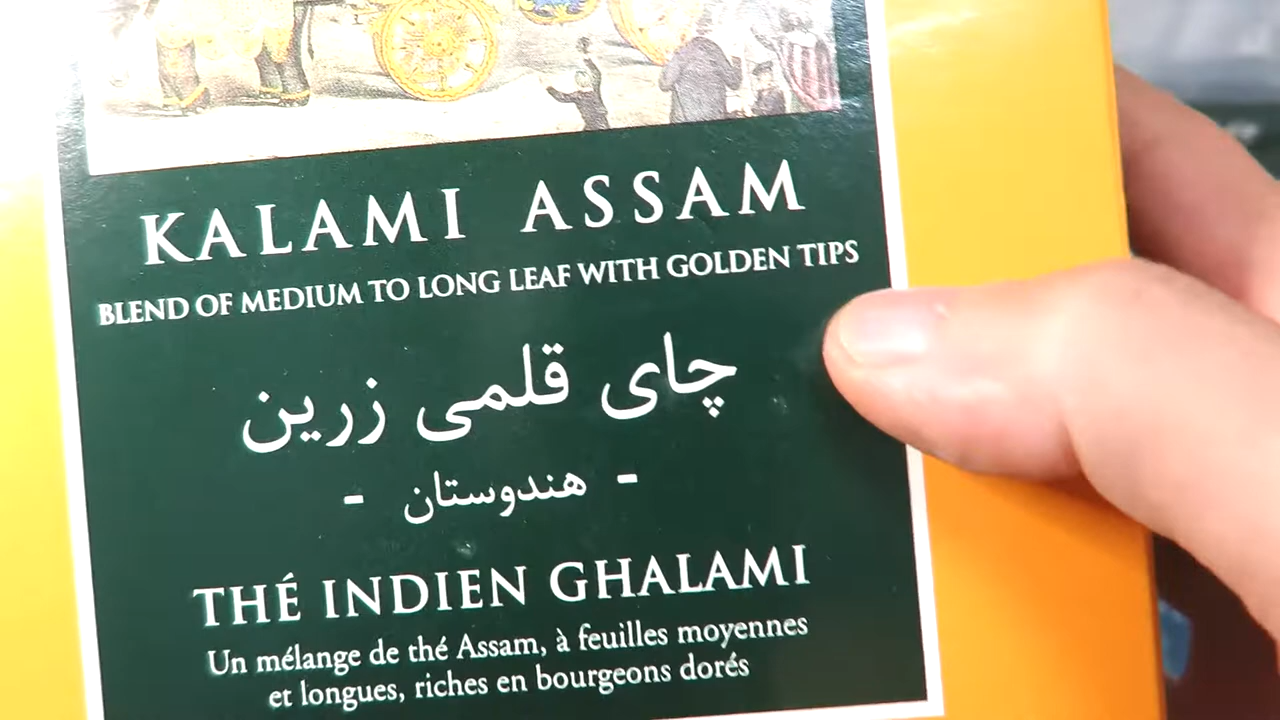 KALAMI ASSAM
BLEND OF MEDIUM TO LONG LEAF WITH GOLDEN TIPS
چای قلمی زرین
- هندوستان -
THÉ INDIEN GHALAMI
Un mélange de thé Assam, à feuilles moyennes
et longues, riches en bourgeons dorés